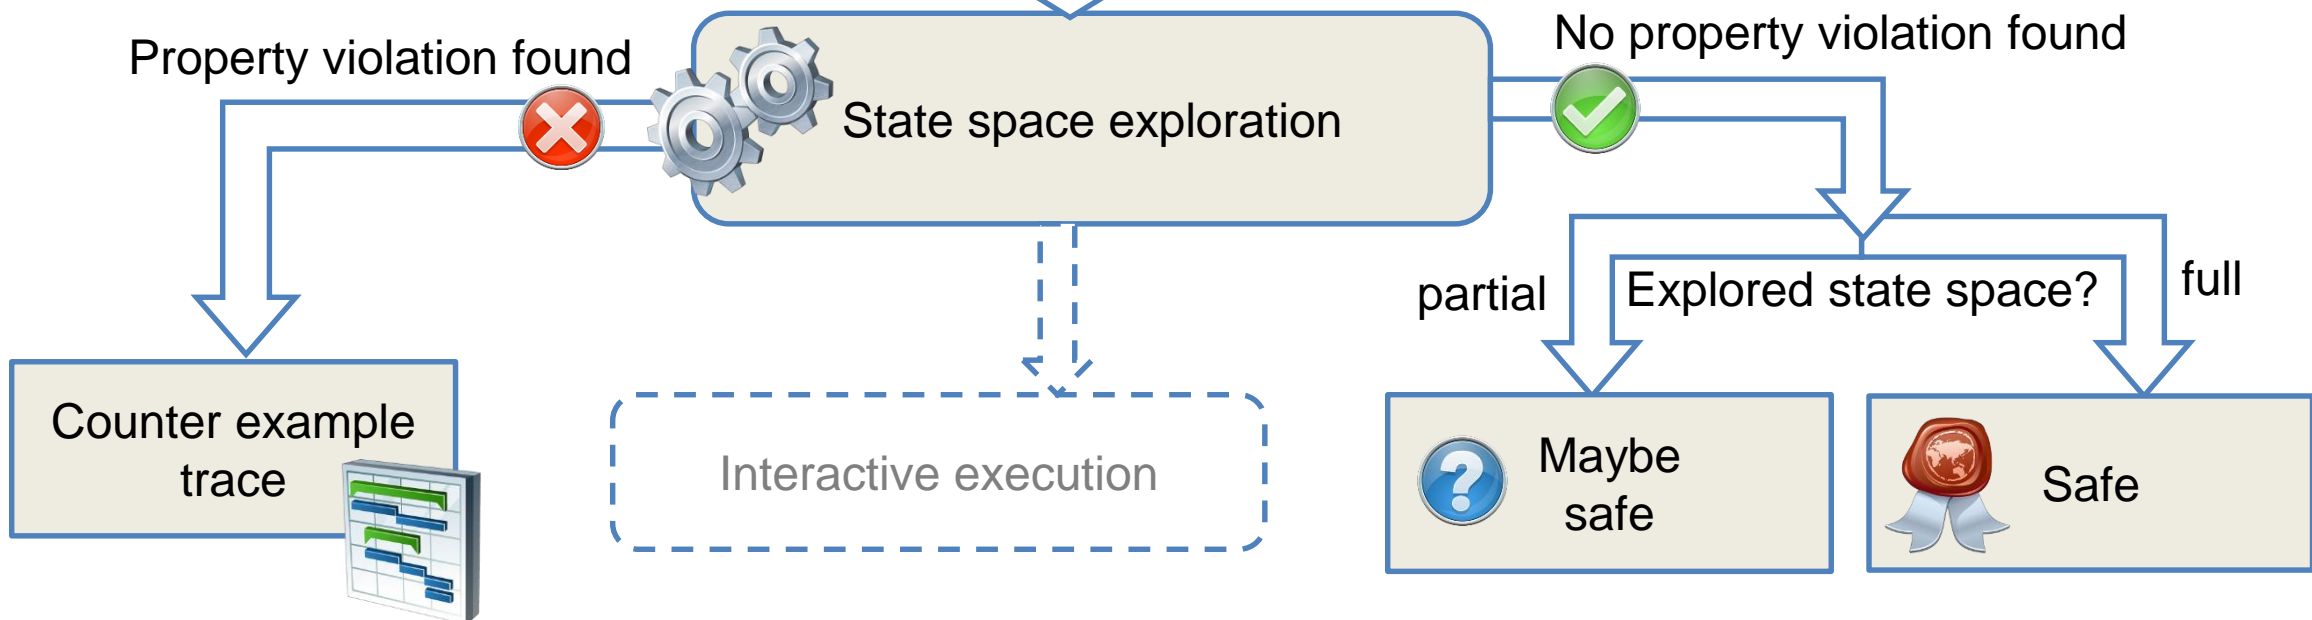 Property violation found
No property violation found
State space exploration
partial
Explored state space?
full
Counter example
trace
Interactive execution
?
Maybe
safe
Safe